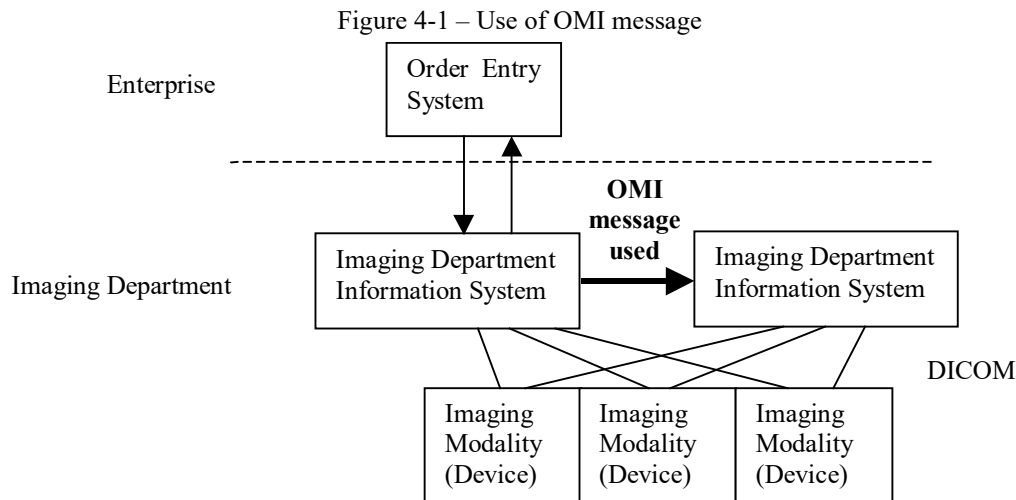 Figure 4-1 – Use of OMI message
Enterprise
Order Entry
System
OMI
message
used
Imaging Department
Imaging Department
Information System
Imaging Department
Information System
DICOM
Imaging
Modality
(Device)
Imaging
Modality
(Device)
Imaging
Modality
(Device)